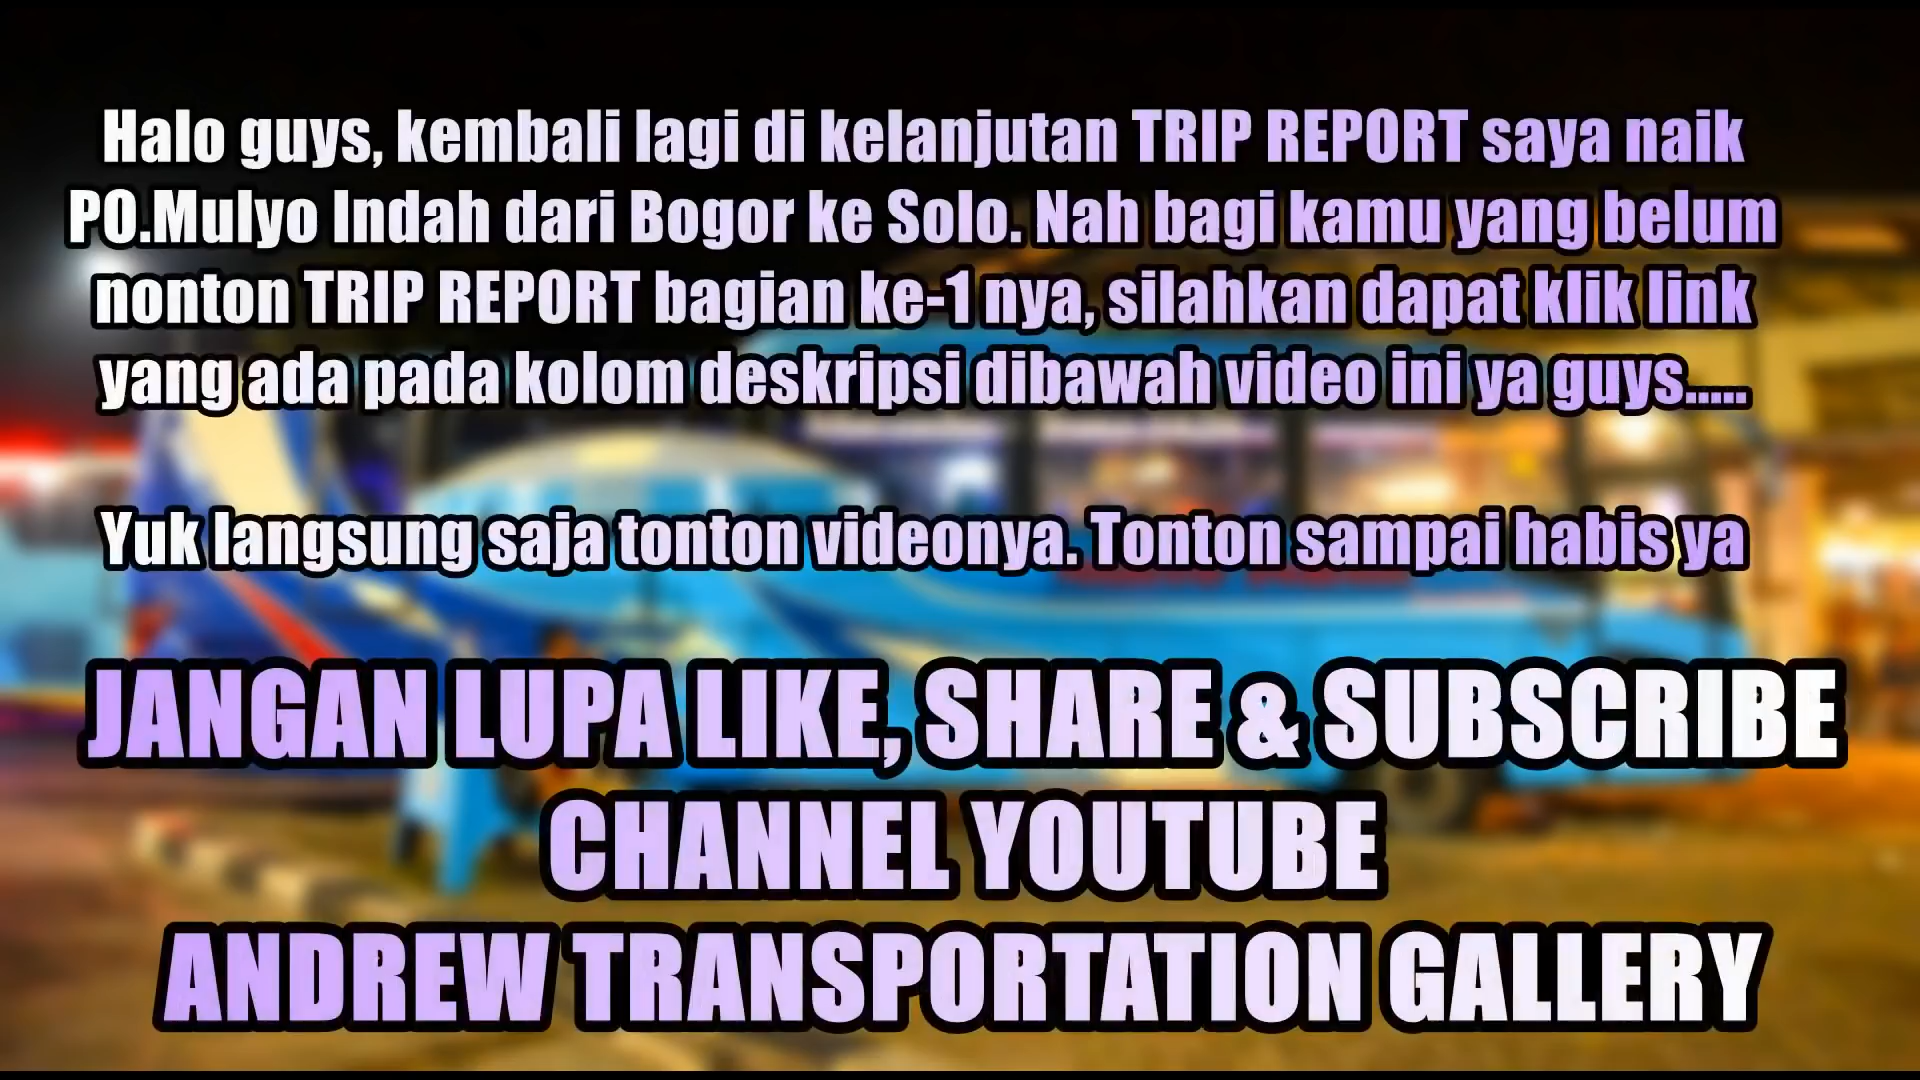 Halo guys, kembali lagi di kelanjutan TRIP REPORT saya naik
PO.Mulyo Indah dari Bogor ke Solo. Nah bagi kamu yang belum
nonton TRIP REPORT bagian ke-1 nya, silahkan dapat klik link
yang ada pada kolom deskripsi dibawah video ini ya guys.....
Yuk langsung saja tonton videonya. Tonton sampai habis ya
JANGAN LUPA LIKE, SHARE & SUBSCRIBE
CHANNEL YOUTUBE
ANDREW TRANSPORTATION GALLERY